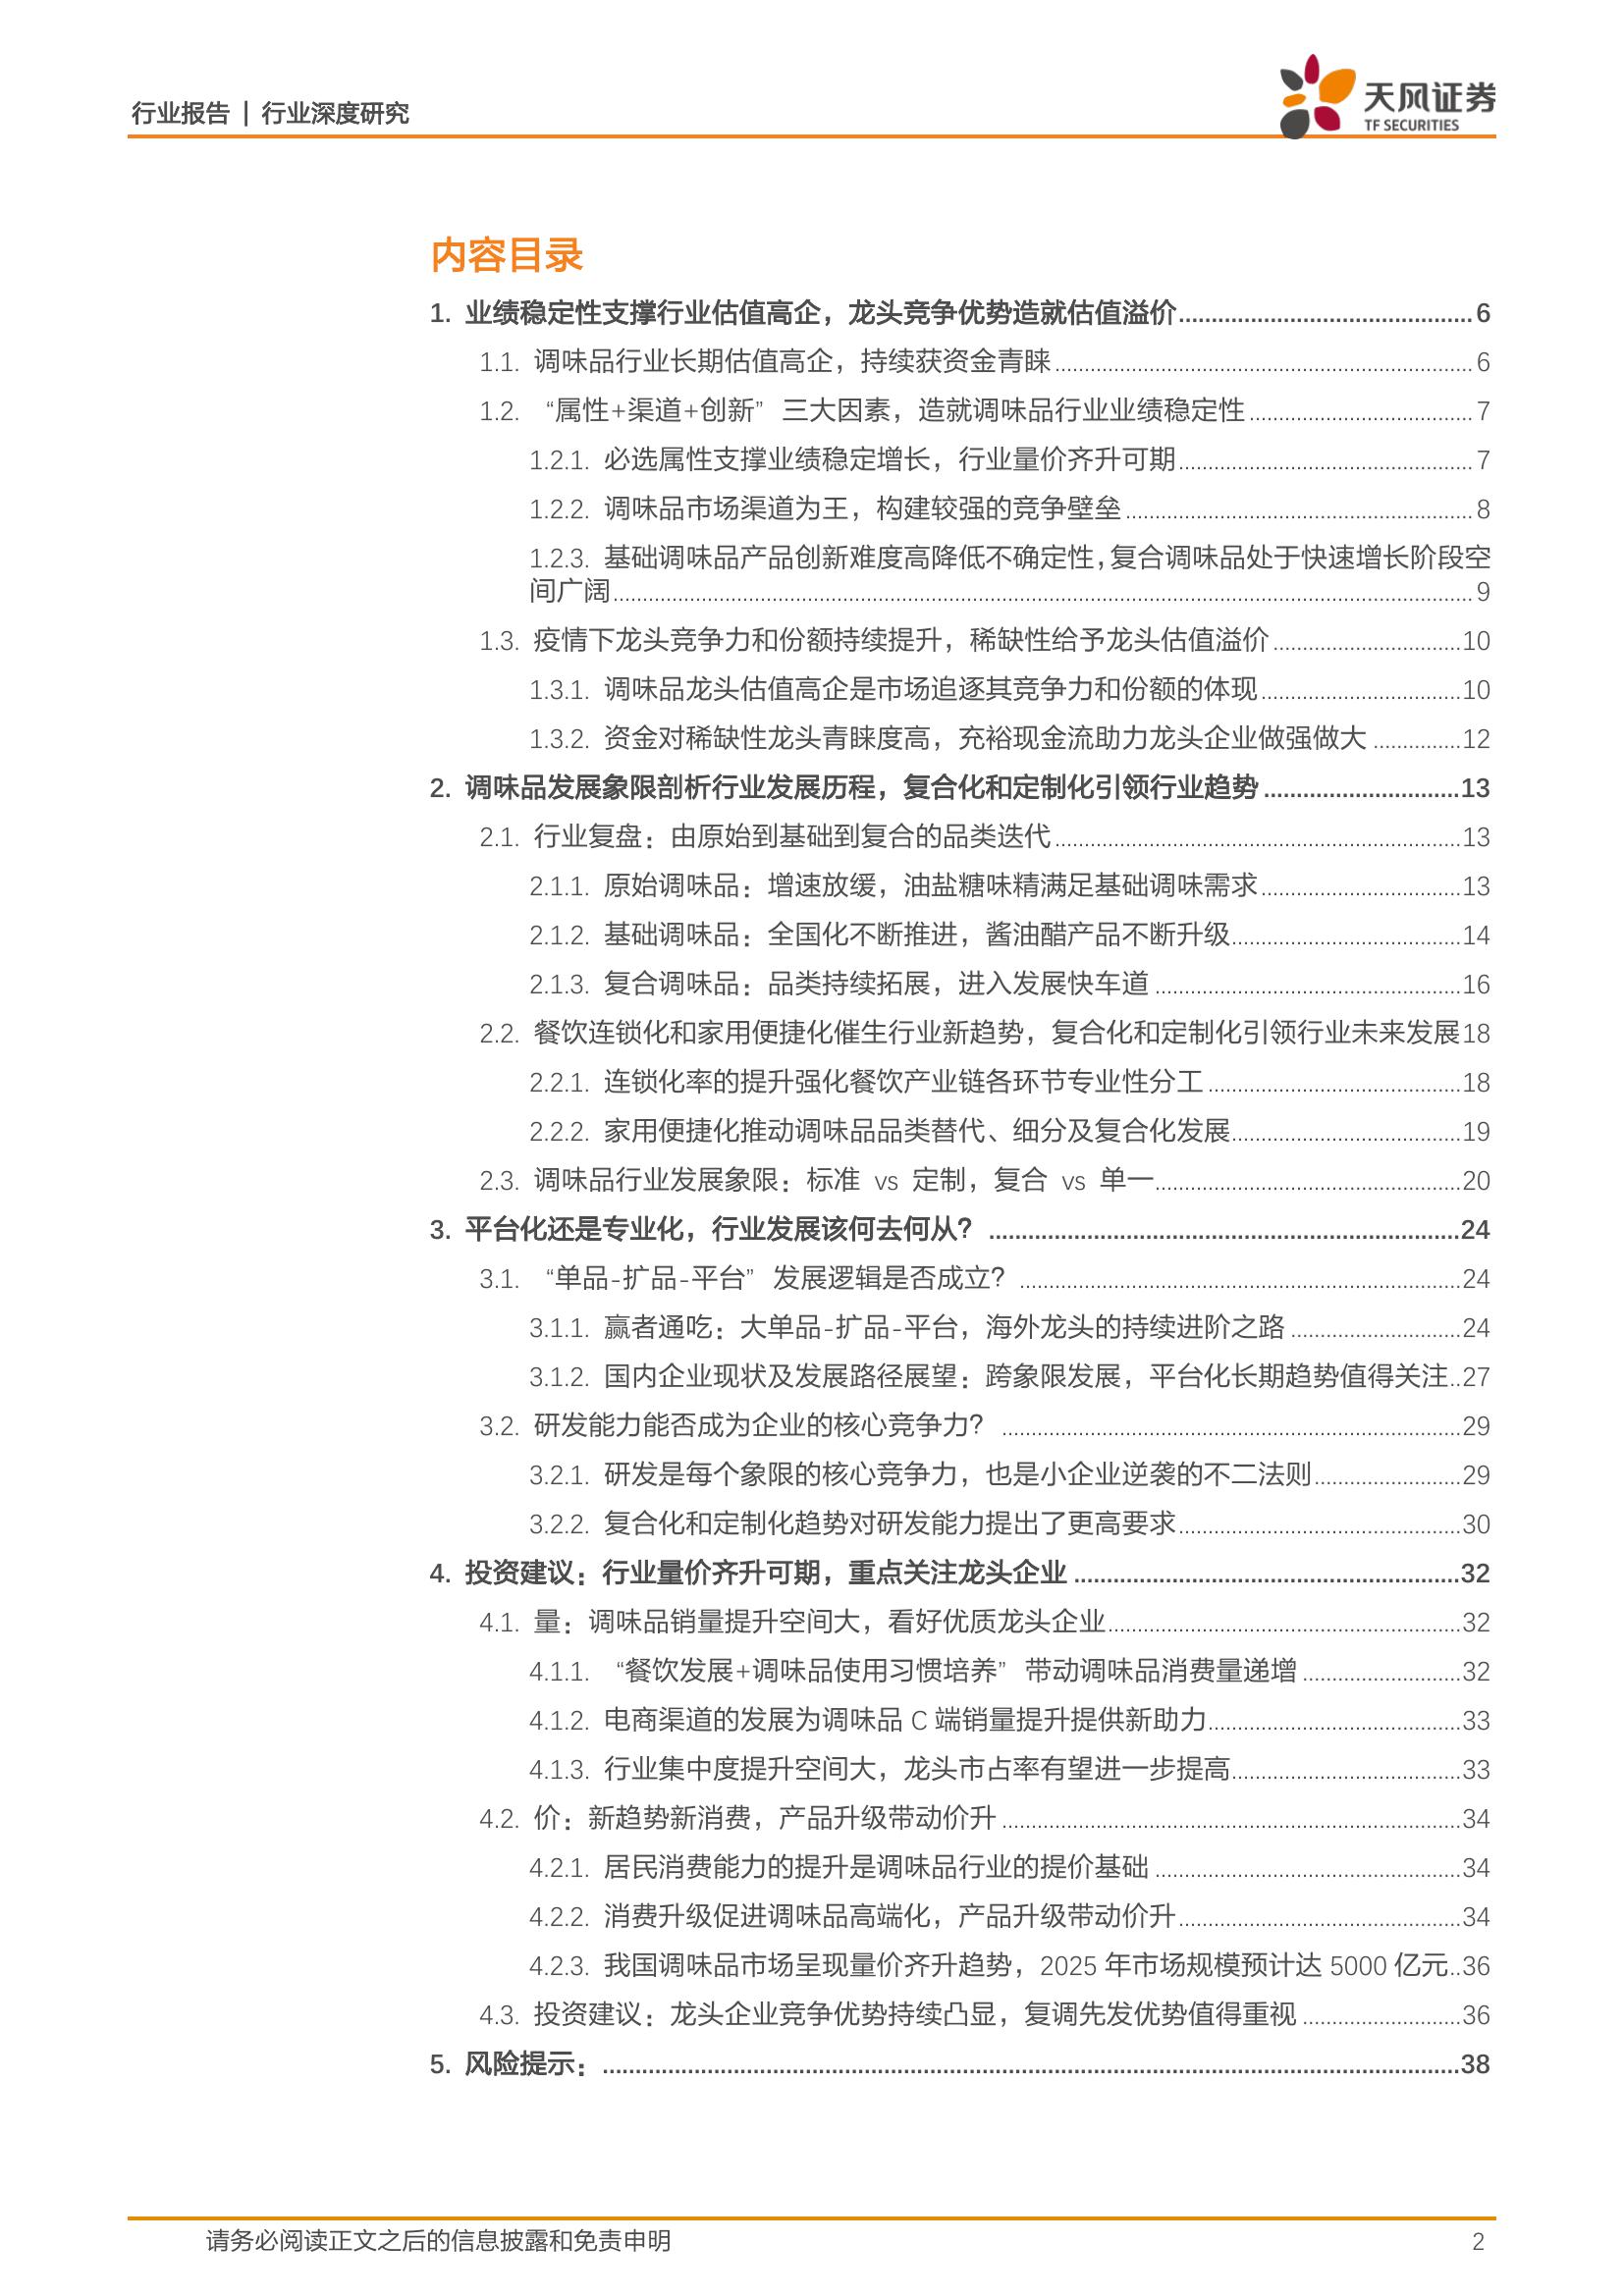 行业报告 | 行业深度研究
天风证券
TF SECURITIES
内容目录
1. 业绩稳定性支撑行业估值高企，龙头竞争优势造就估值溢价 6
1.1. 调味品行业长期估值高企，持续获资金青睐 6
1.2. “属性+渠道+创新”三大因素，造就调味品行业业绩稳定性 7
1.2.1. 必选属性支撑业绩稳定增长，行业量价齐升可期 7
1.2.2. 调味品市场渠道为王，构建较强的竞争壁垒 8
1.2.3. 基础调味品产品创新难度高降低不确定性，复合调味品处于快速增长阶段空
间广阔 9
1.3. 疫情下龙头竞争力和份额持续提升，稀缺性给予龙头估值溢价 10
1.3.1. 调味品龙头估值高企是市场追逐其竞争力和份额的体现 10
1.3.2. 资金对稀缺性龙头青睐度高，充裕现金流助力龙头企业做强做大 12
2. 调味品发展象限剖析行业发展历程，复合化和定制化引领行业趋势 13
2.1. 行业复盘：由原始到基础到复合的品类迭代 13
2.1.1. 原始调味品：增速放缓，油盐糖味精满足基础调味需求 13
2.1.2. 基础调味品：全国化不断推进，酱油醋产品不断升级 14
2.1.3. 复合调味品：品类持续拓展，进入发展快车道 16
2.2. 餐饮连锁化和家用便捷化催生行业新趋势，复合化和定制化引领行业未来发展18
2.2.1. 连锁化率的提升强化餐饮产业链各环节专业性分工 18
2.2.2. 家用便捷化推动调味品品类替代、细分及复合化发展 19
2.3. 调味品行业发展象限：标准 vs 定制，复合 vs 单一 20
3. 平台化还是专业化，行业发展该何去何从？ 24
3.1. “单品-扩品-平台”发展逻辑是否成立？ 24
3.1.1. 赢者通吃：大单品-扩品-平台，海外龙头的持续进阶之路 24
3.1.2. 国内企业现状及发展路径展望：跨象限发展，平台化长期趋势值得关注 27
3.2. 研发能力能否成为企业的核心竞争力？ 29
3.2.1. 研发是每个象限的核心竞争力，也是小企业逆袭的不二法则 29
3.2.2. 复合化和定制化趋势对研发能力提出了更高要求 30
4. 投资建议：行业量价齐升可期，重点关注龙头企业 32
4.1. 量：调味品销量提升空间大，看好优质龙头企业 32
4.1.1. “餐饮发展+调味品使用习惯培养”带动调味品消费量递增 32
4.1.2. 电商渠道的发展为调味品 C 端销量提升提供新助力 33
4.1.3. 行业集中度提升空间大，龙头市占率有望进一步提高 33
4.2. 价：新趋势新消费，产品升级带动价升 34
4.2.1. 居民消费能力的提升是调味品行业的提价基础 34
4.2.2. 消费升级促进调味品高端化，产品升级带动价升 34
4.2.3. 我国调味品市场呈现量价齐升趋势，2025 年市场规模预计达 5000 亿元 36
4.3. 投资建议：龙头企业竞争优势持续凸显，复调先发优势值得重视 36
5. 风险提示： 38
请务必阅读正文之后的信息披露和免责申明 2